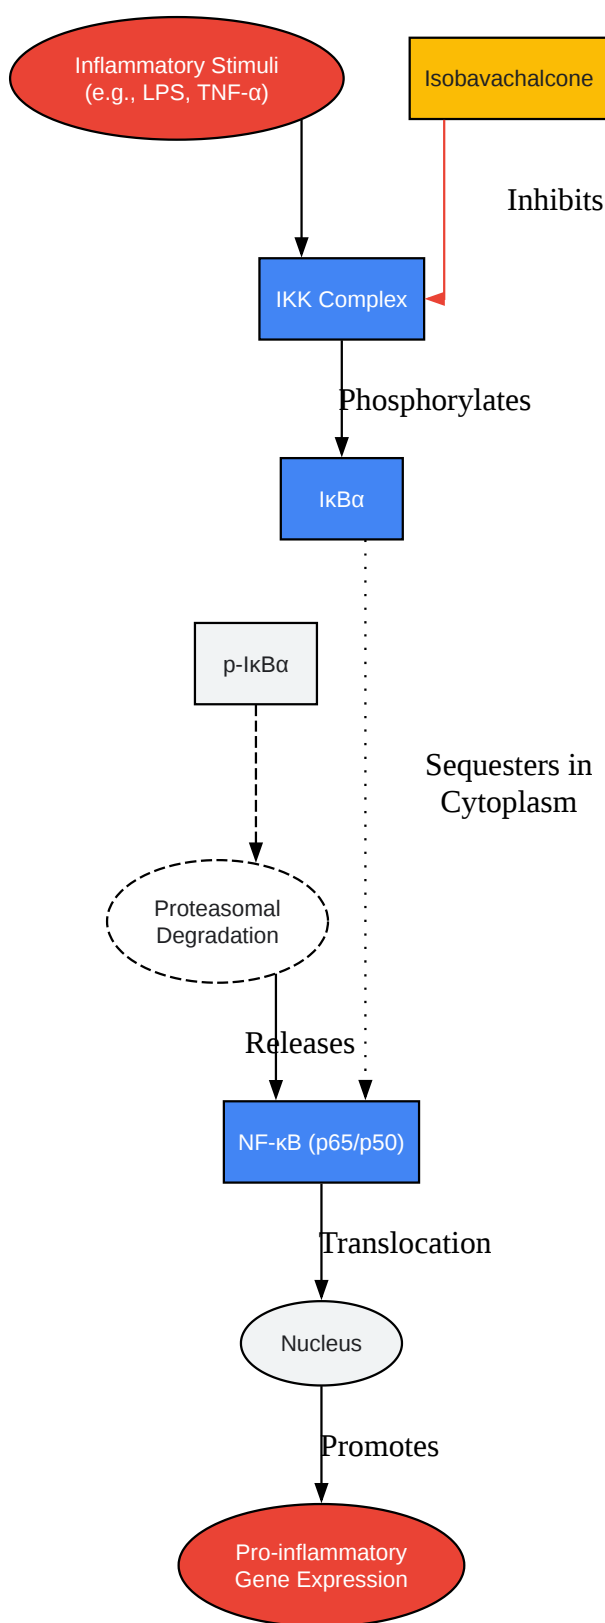 Inflammatory Stimuli
(e.g., LPS, TNF-α)
Isobavachalcone
Inhibits
IKK Complex
Phosphorylates
IκBα
p-IκBα
Sequesters in
Cytoplasm
Proteasomal
Degradation
Releases
NF-κB (p65/p50)
Translocation
Nucleus
Promotes
Pro-inflammatory
Gene Expression